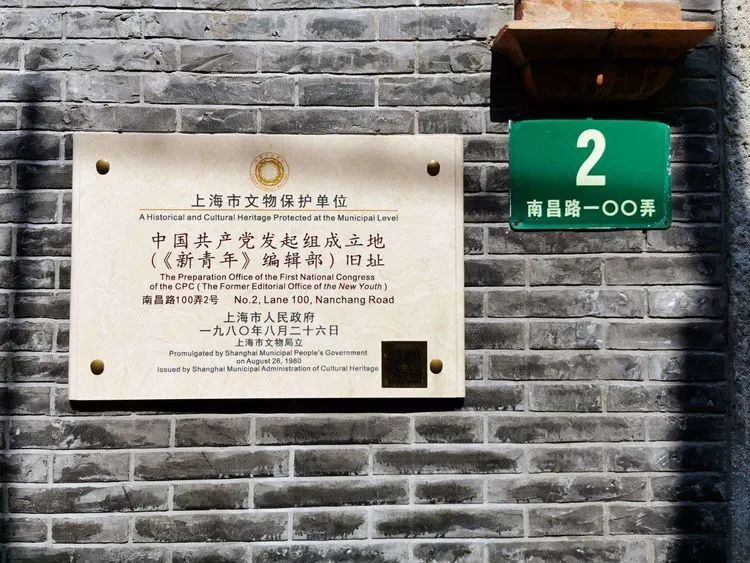 上海市文物保护单位
A Historical and Cultural Heritage Protected at the Municipal Level
中国共产党发起组成立地
(《新青年》编辑部) 旧址
The Preparation Office of the First National Congress
of the CPC ( The Former Editorial Office of the New Youth )
南昌路100弄2号 No.2, Lane 100, Nanchang Road
上海市人民政府
一九八〇年八月二十六日
上海市文物局立
Promulgated by Shanghai Municipal People's Government
on August 26, 1980
Issued by Shanghai Municipal Administration of Cultural Heritage
2
南昌路一〇〇弄